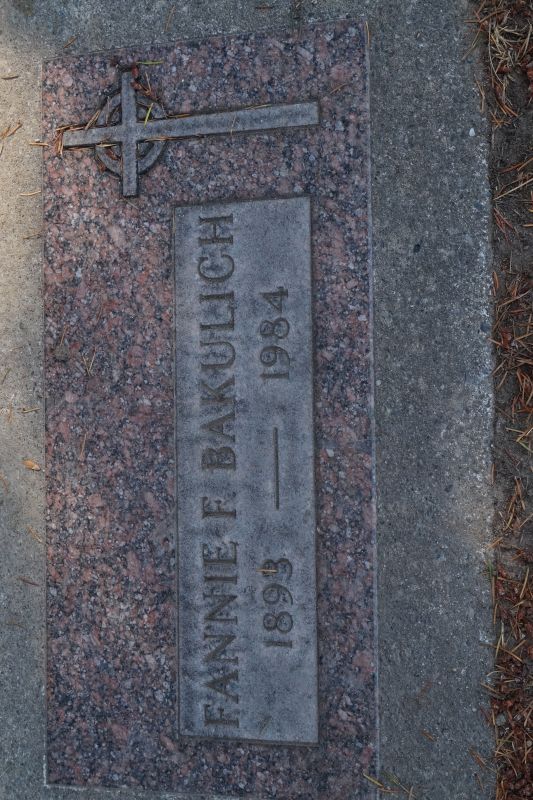 FANNIE F. BAKULICH
1893 — 1984